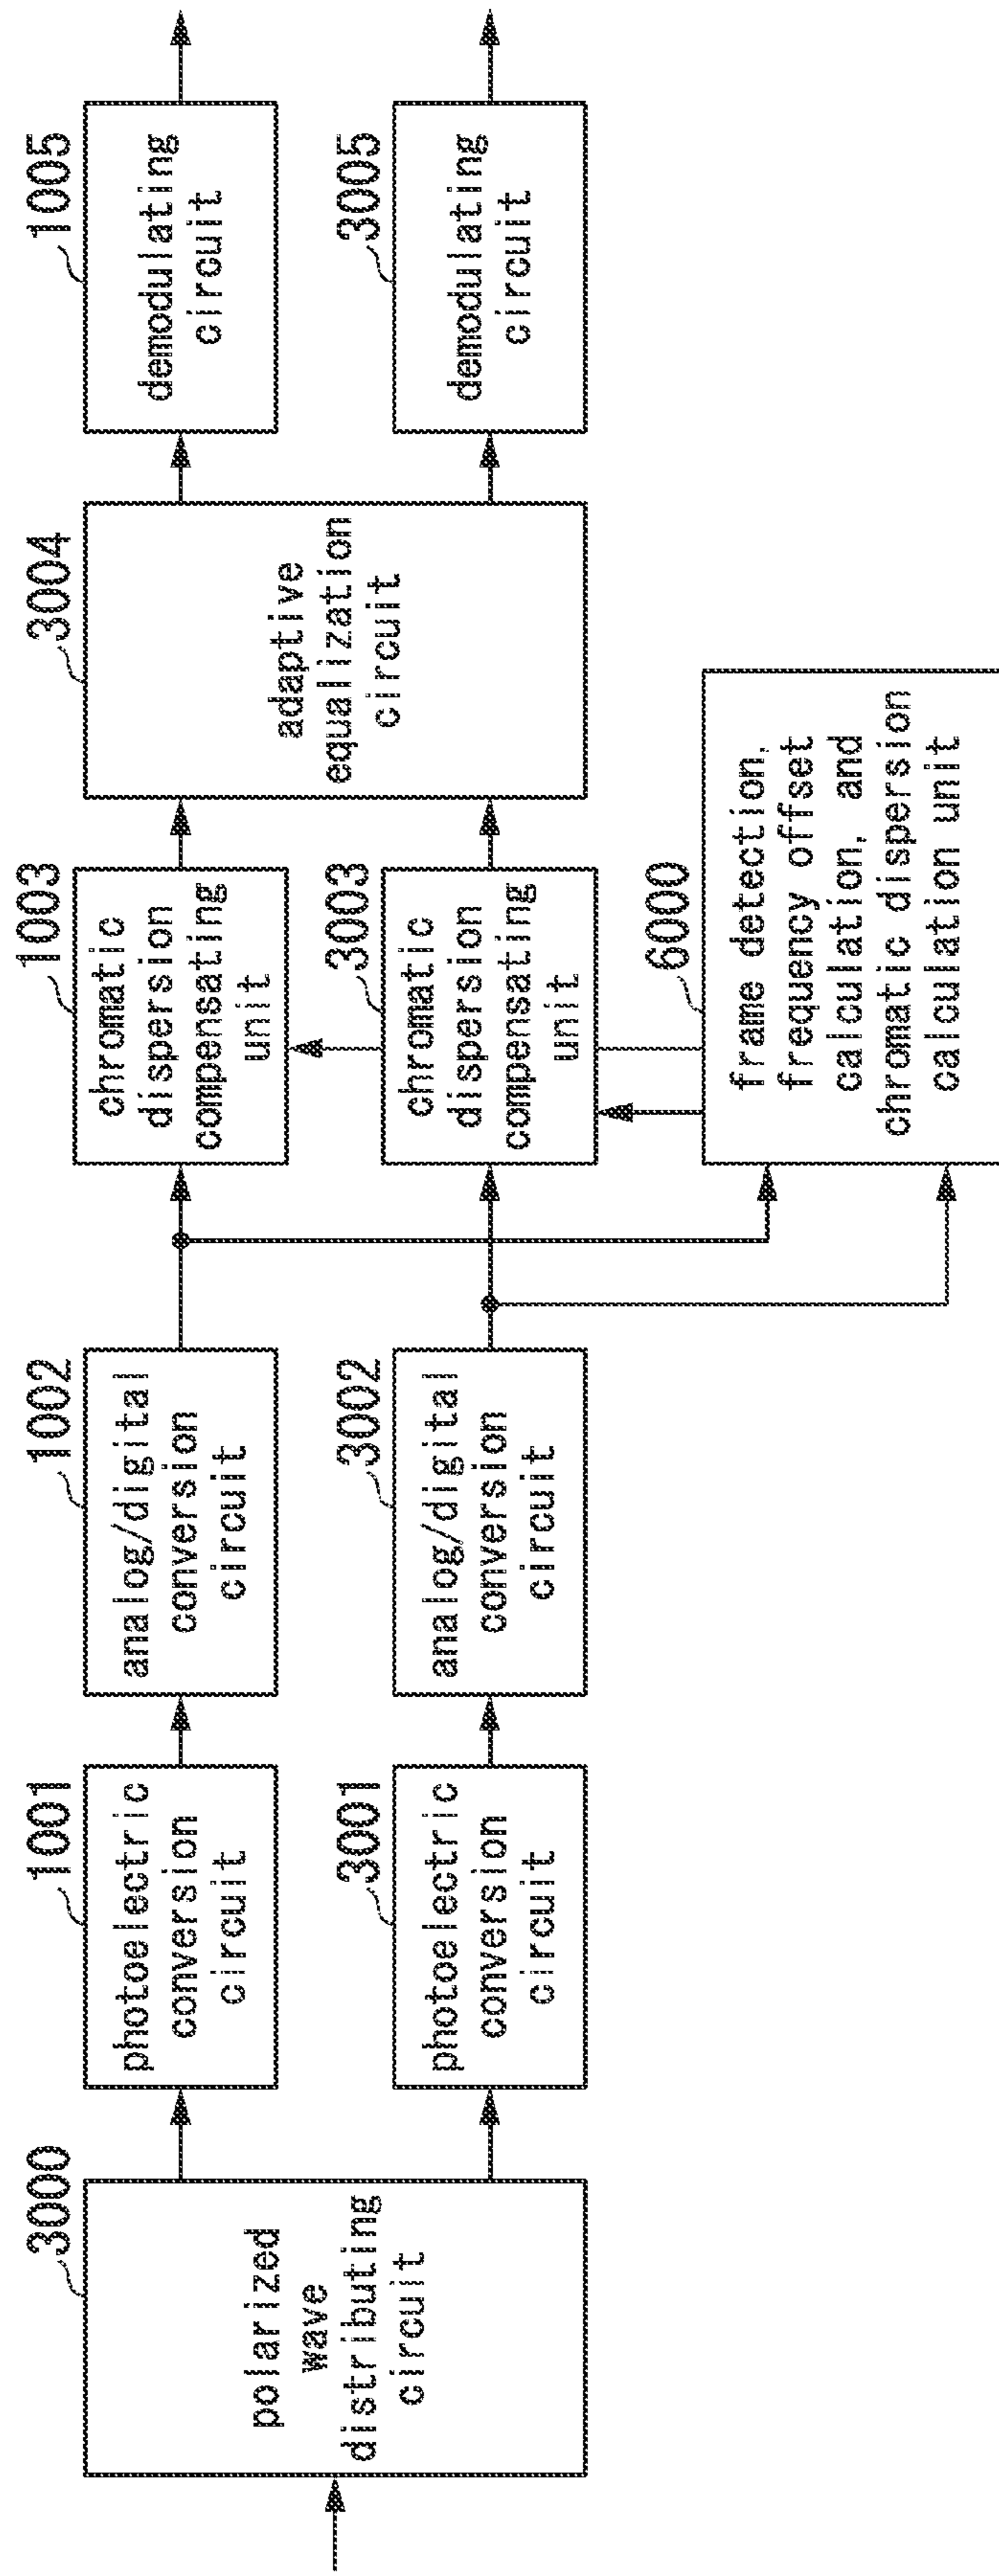 3000
polarized
wave
distributing
circuit
1001
photoelectric
conversion
circuit
1002
analog/digital
conversion
circuit
1003
chromatic
dispersion
compensating
unit
3004
adaptive
equalization
circuit
1005
demodulating
circuit
3001
photoelectric
conversion
circuit
3002
analog/digital
conversion
circuit
3003
chromatic
dispersion
compensating
unit
3005
demodulating
circuit
6000
frame detection,
frequency offset
calculation, and
chromatic dispersion
calculation unit